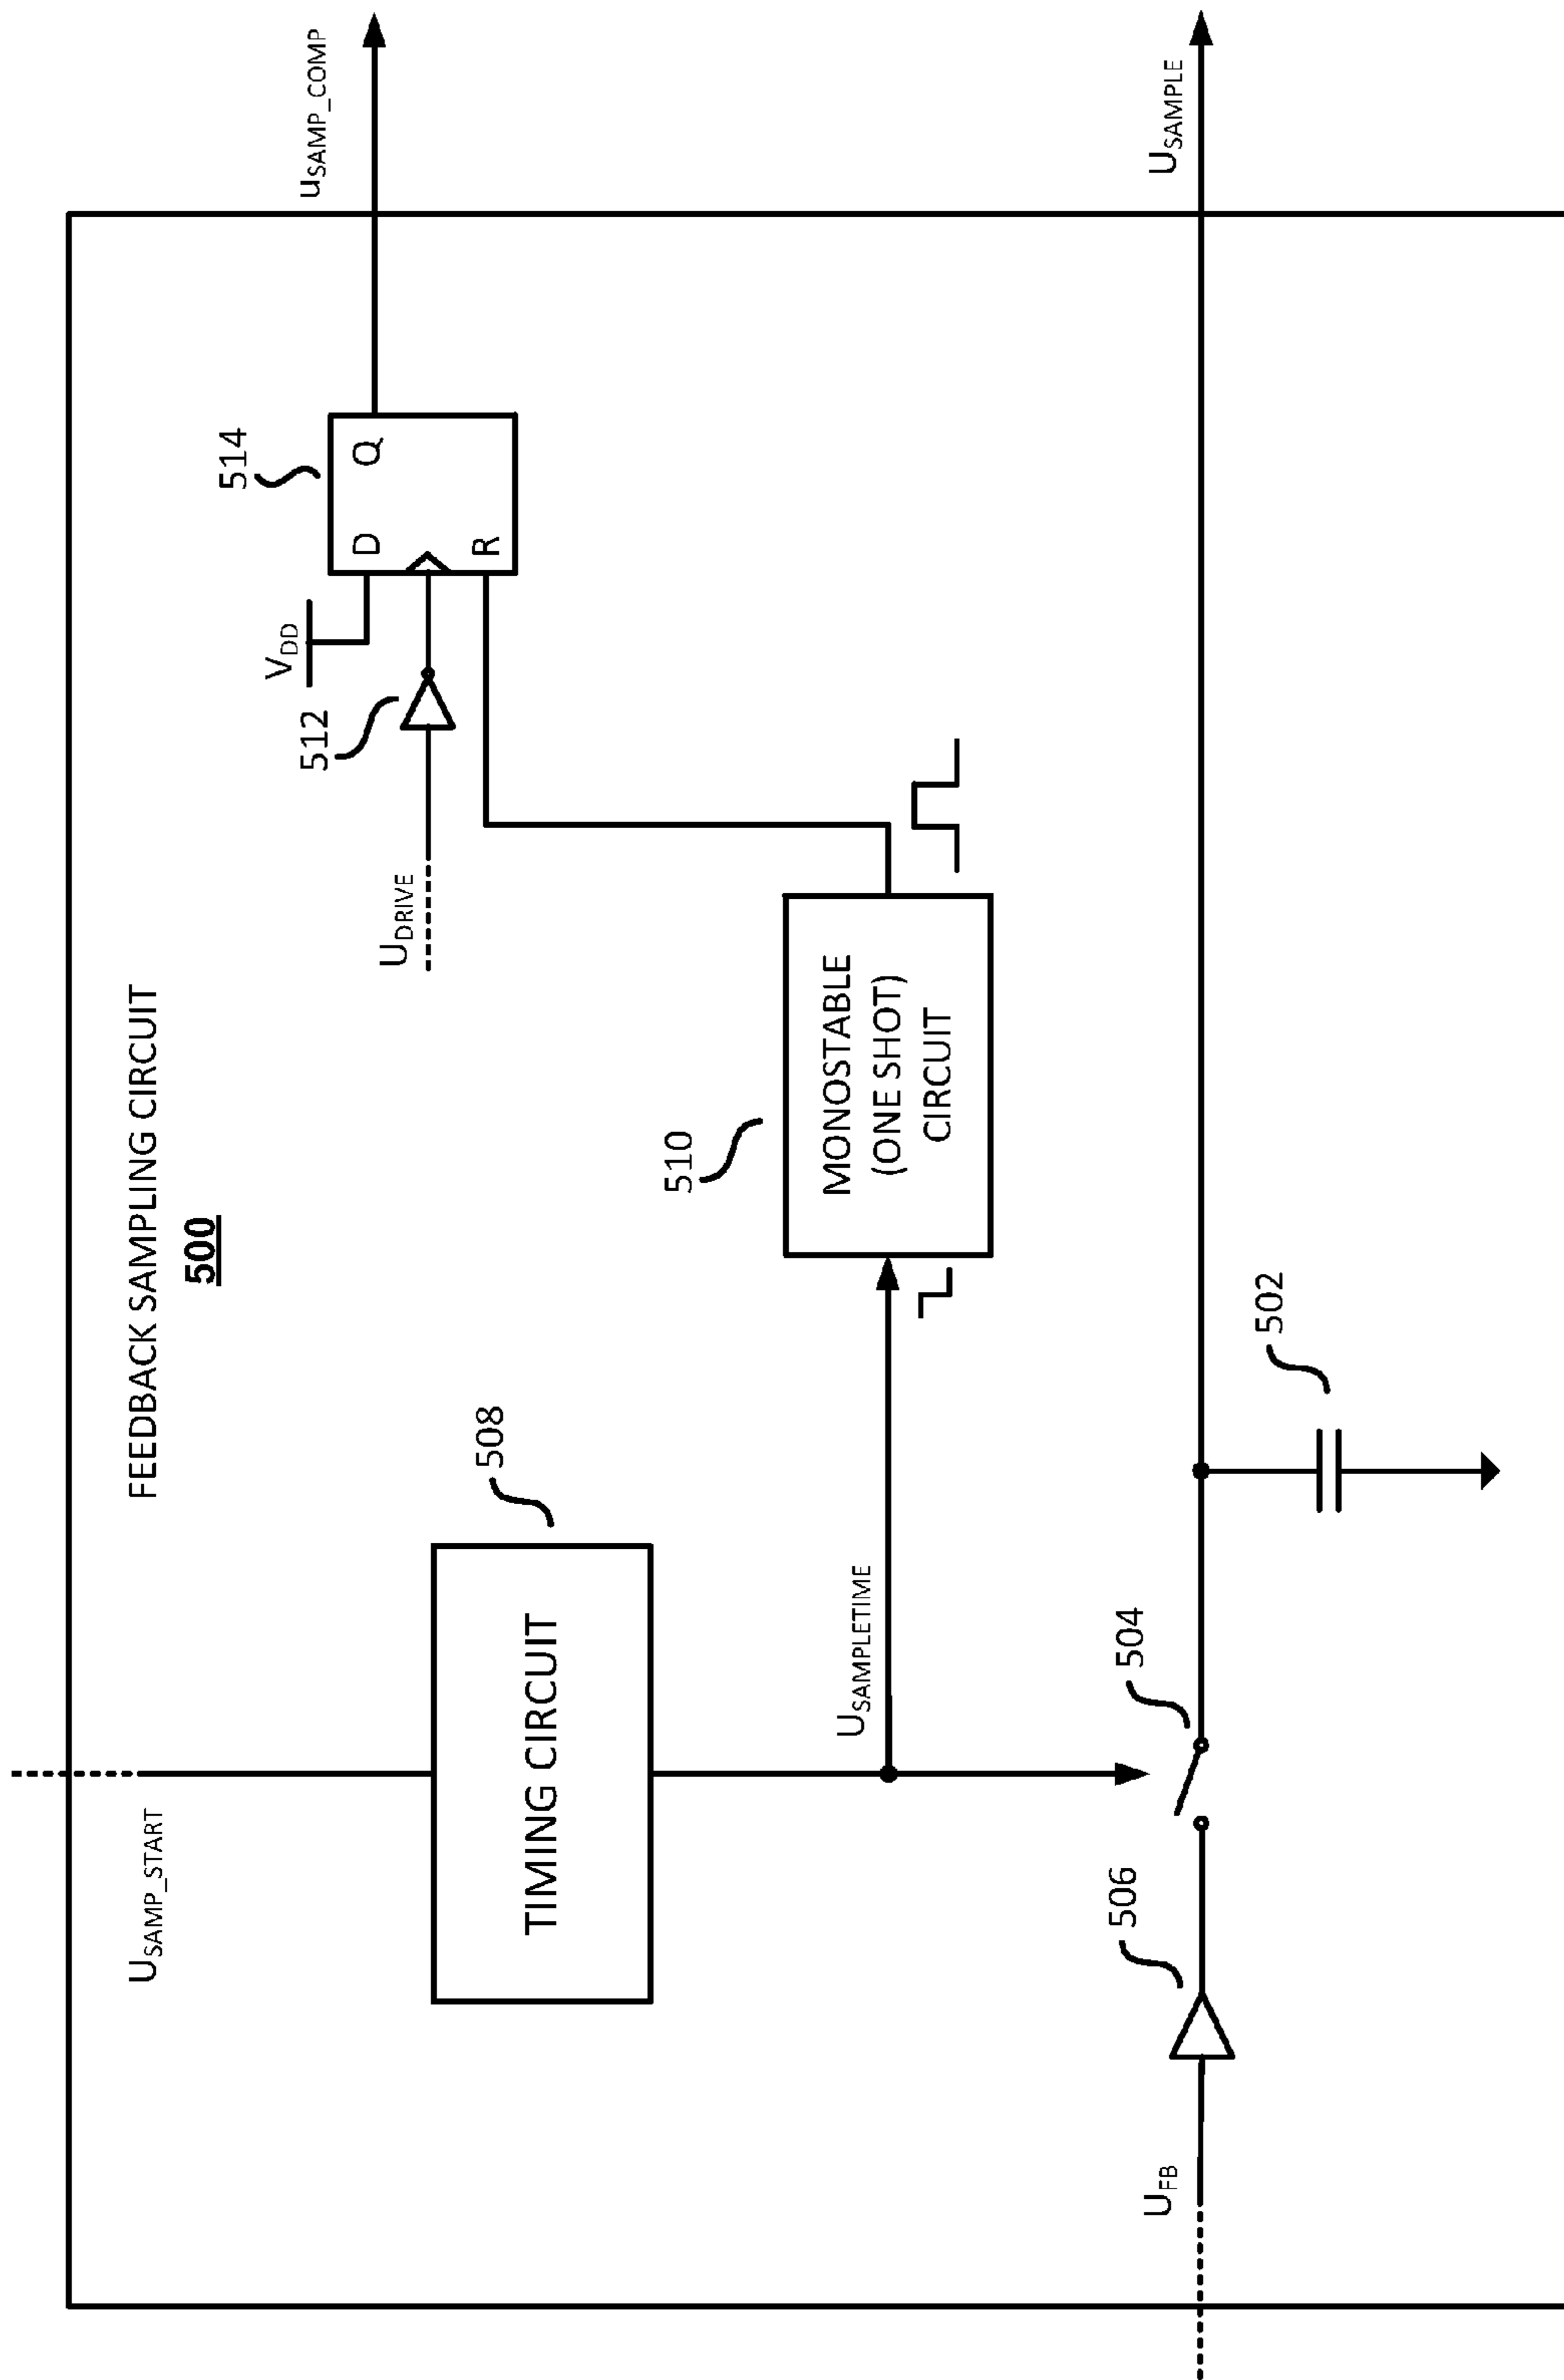 FEEDBACK SAMPLING CIRCUIT
500
USAMP_START
TIMING CIRCUIT
508
USAMPLETIME
510
MONOSTABLE
(ONE SHOT)
CIRCUIT
UDRIVE
512
VDD
514
D
Q
R
uSAMP_COMP
UFB
506
504
502
USAMPLE